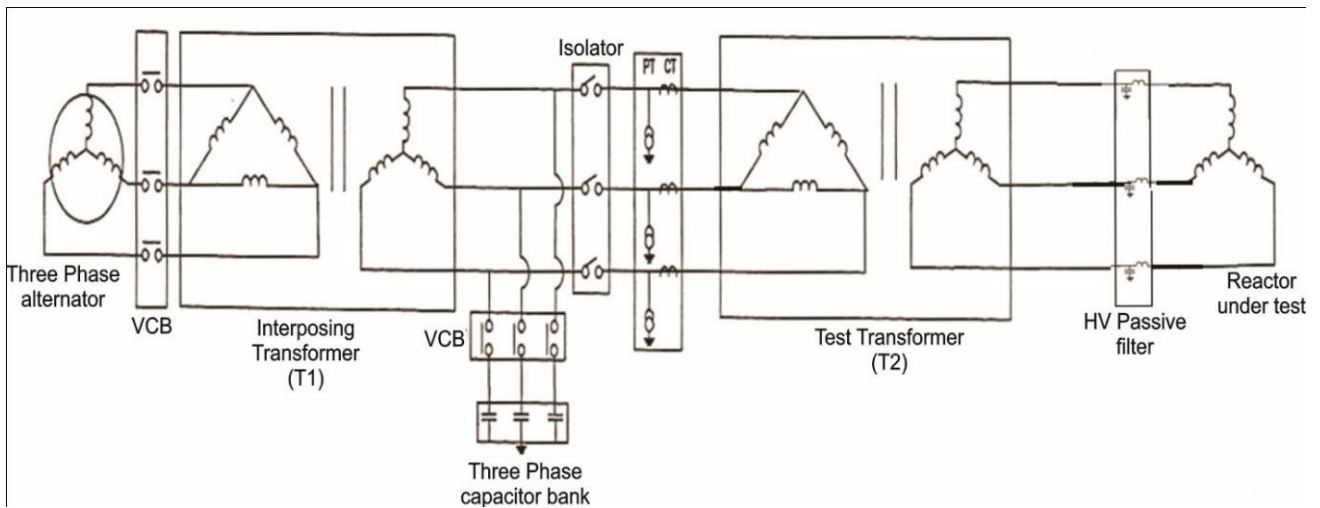 Isolator
PT CT
Three Phase
alternator
VCB
Interposing
Transformer
(T1)
VCB
Three Phase
capacitor bank
Test Transformer
(T2)
HV Passive
filter
Reactor
under test